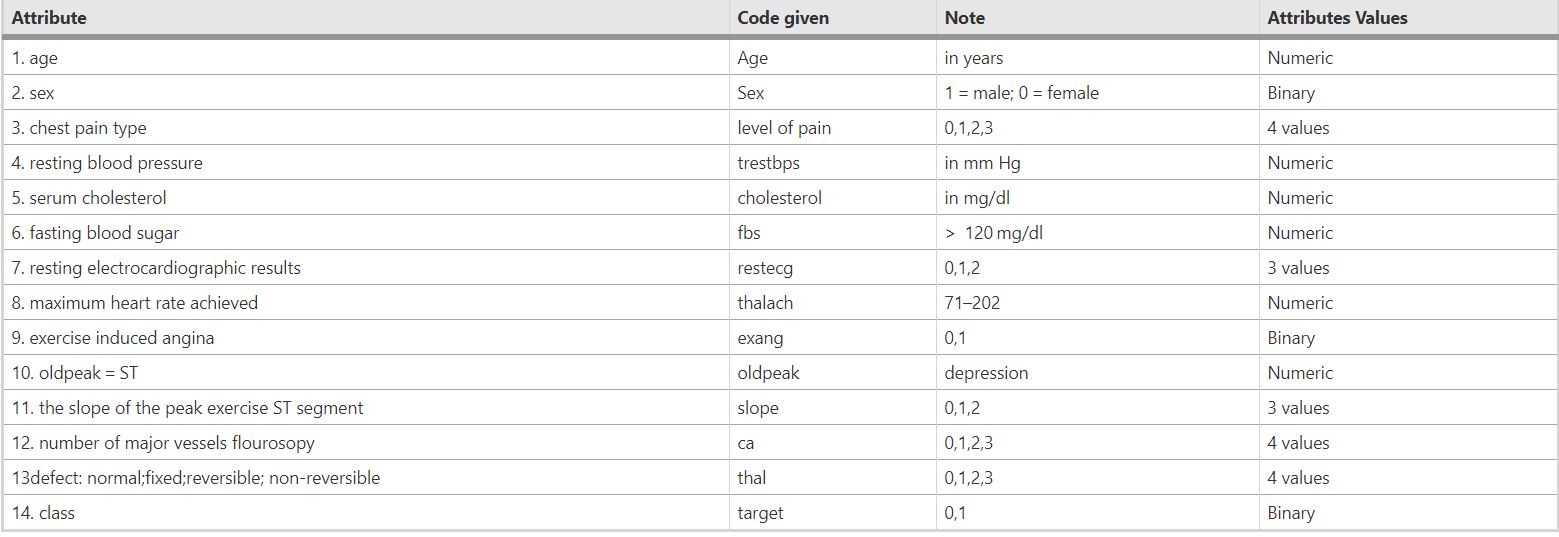 Attribute Code given Note Attributes Values
1. age Age in years Numeric
2. sex Sex 1 = male; 0 = female Binary
3. chest pain type level of pain 0,1,2,3 4 values
4. resting blood pressure trestbps in mm Hg Numeric
5. serum cholesterol cholesterol in mg/dl Numeric
6. fasting blood sugar fbs > 120 mg/dl Numeric
7. resting electrocardiographic results restecg 0,1,2 3 values
8. maximum heart rate achieved thalach 71–202 Numeric
9. exercise induced angina exang 0,1 Binary
10. oldpeak = ST oldpeak depression Numeric
11. the slope of the peak exercise ST segment slope 0,1,2 3 values
12. number of major vessels flourosopy ca 0,1,2,3 4 values
13defect: normal;fixed;reversible; non-reversible thal 0,1,2,3 4 values
14. class target 0,1 Binary